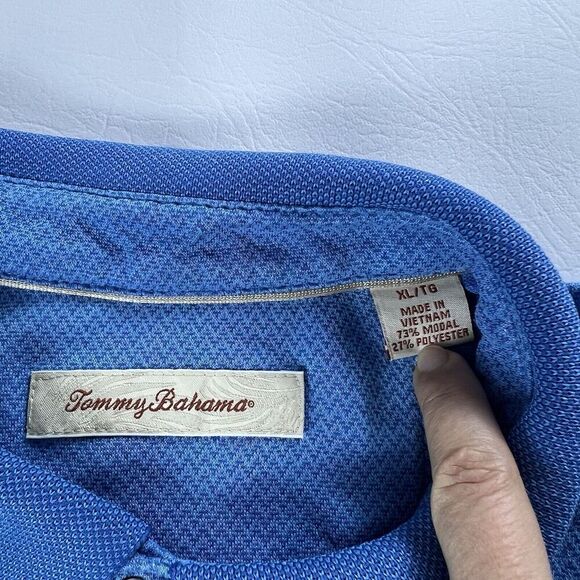 XL/TG
MADE IN
VIETNAM
73% MODAL
27% POLYESTER
Tommy Bahama®